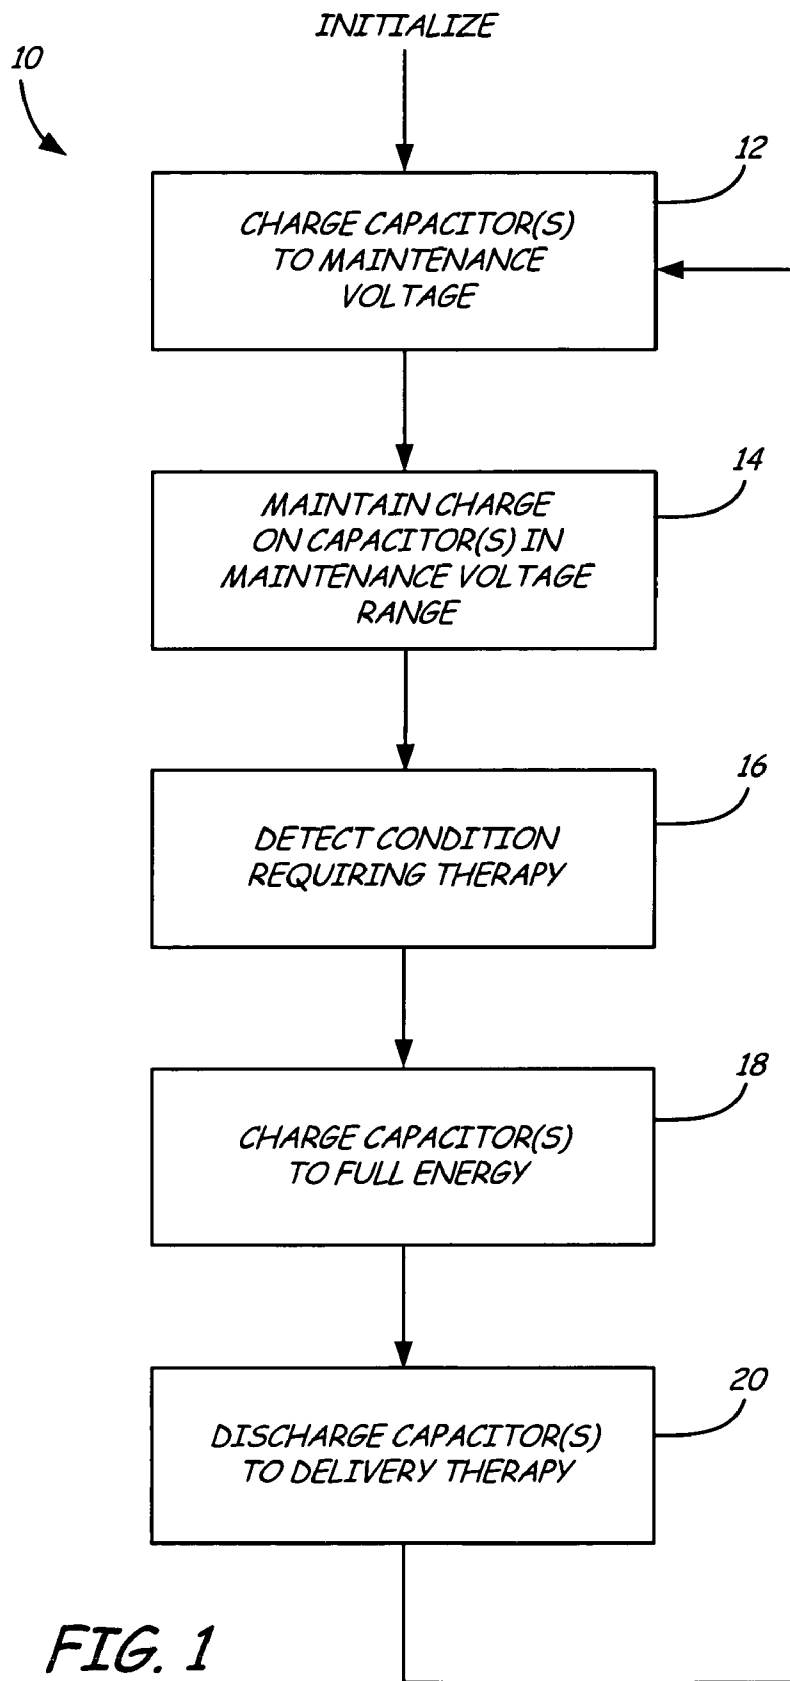 INITIALIZE
10
12
CHARGE CAPACITOR(S)
TO MAINTENANCE
VOLTAGE
14
MAINTAIN CHARGE
ON CAPACITOR(S) IN
MAINTENANCE VOLTAGE
RANGE
16
DETECT CONDITION
REQUIRING THERAPY
18
CHARGE CAPACITOR(S)
TO FULL ENERGY
20
DISCHARGE CAPACITOR(S)
TO DELIVERY THERAPY
FIG. 1